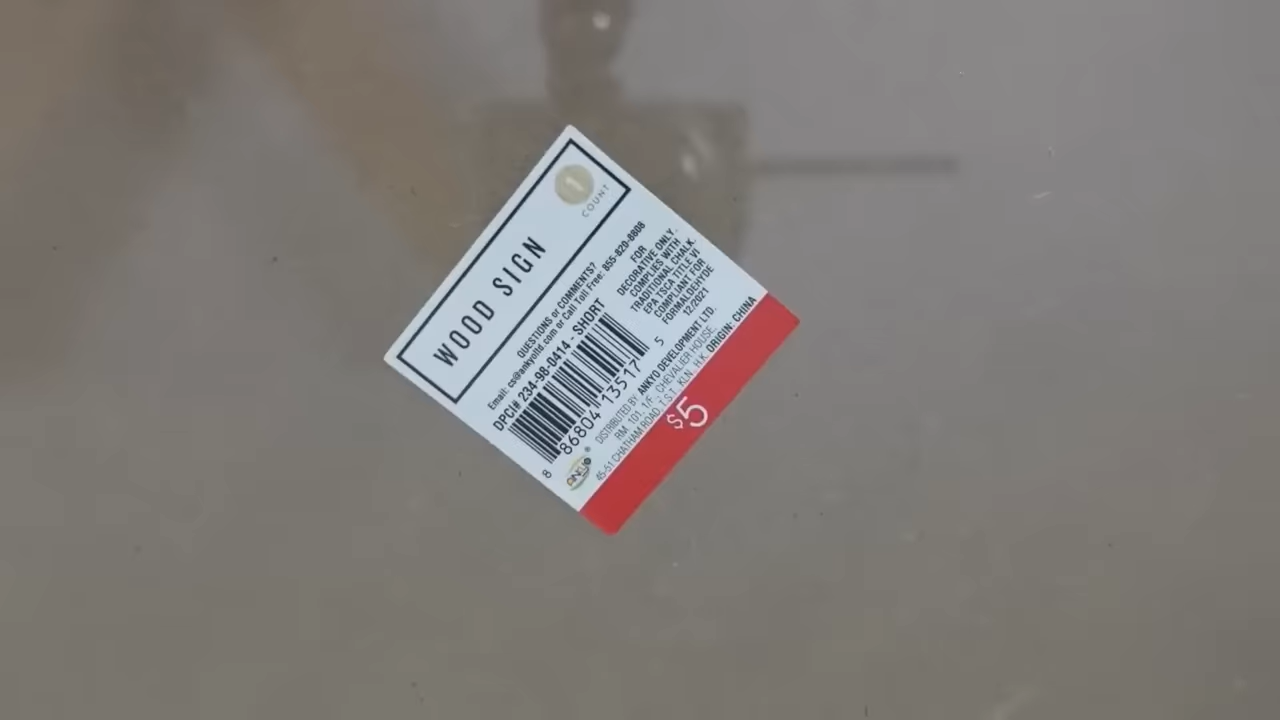 WOOD SIGN
1
COUNT
QUESTIONS or COMMENTS?
Email: cs@ankyoltd.com or Call Toll Free: 855-820-8808
DPCI# 234-98-0414 - SHORT
8 86804 13517 5
FOR
DECORATIVE ONLY.
COMPLIES WITH
TRADITIONAL CHALK.
EPA TSCA TITLE VI
COMPLIANT FOR
FORMALDEHYDE
12/2021
DISTRIBUTED BY: ANKYO DEVELOPMENT LTD.
RM. 101, 1/F., CHEVALIER HOUSE,
45-51 CHATHAM ROAD, T.S.T. KLN., H.K. ORIGIN: CHINA
ANKYO®
$5